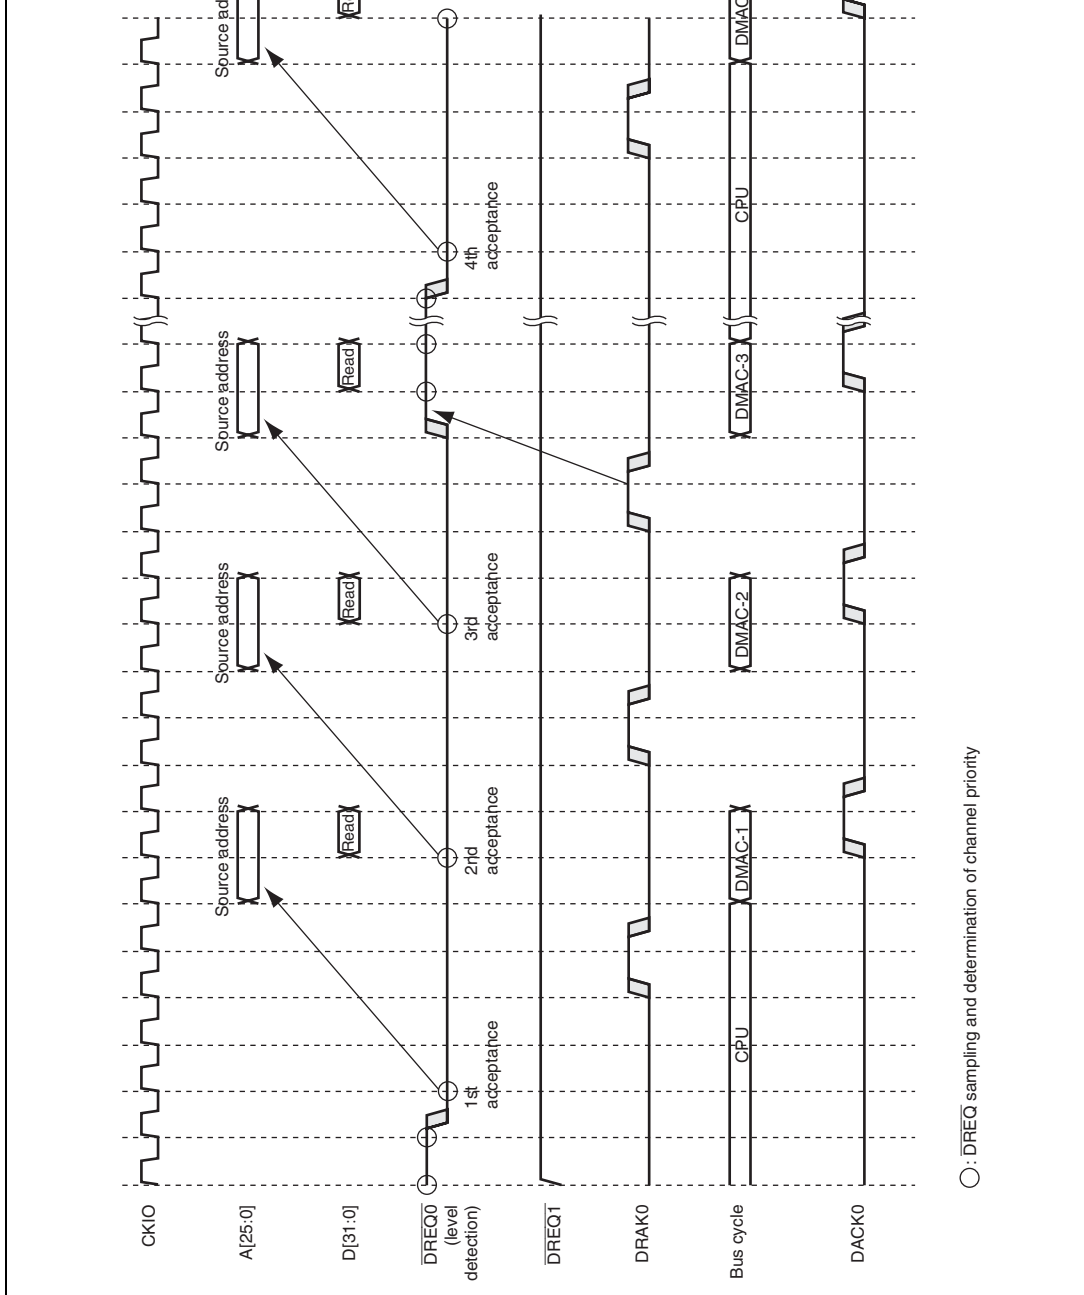 CKIO
Source address
Source address
Source address
Source ad
A[25:0]
Read
Read
Read
D[31:0]
DREQ0
(level
detection)
1st
acceptance
2nd
acceptance
3rd
acceptance
4th
acceptance
DREQ1
DRAK0
Bus cycle
CPU
DMAC-1
DMAC-2
DMAC-3
CPU
DMAC
DACK0
: DREQ sampling and determination of channel priority